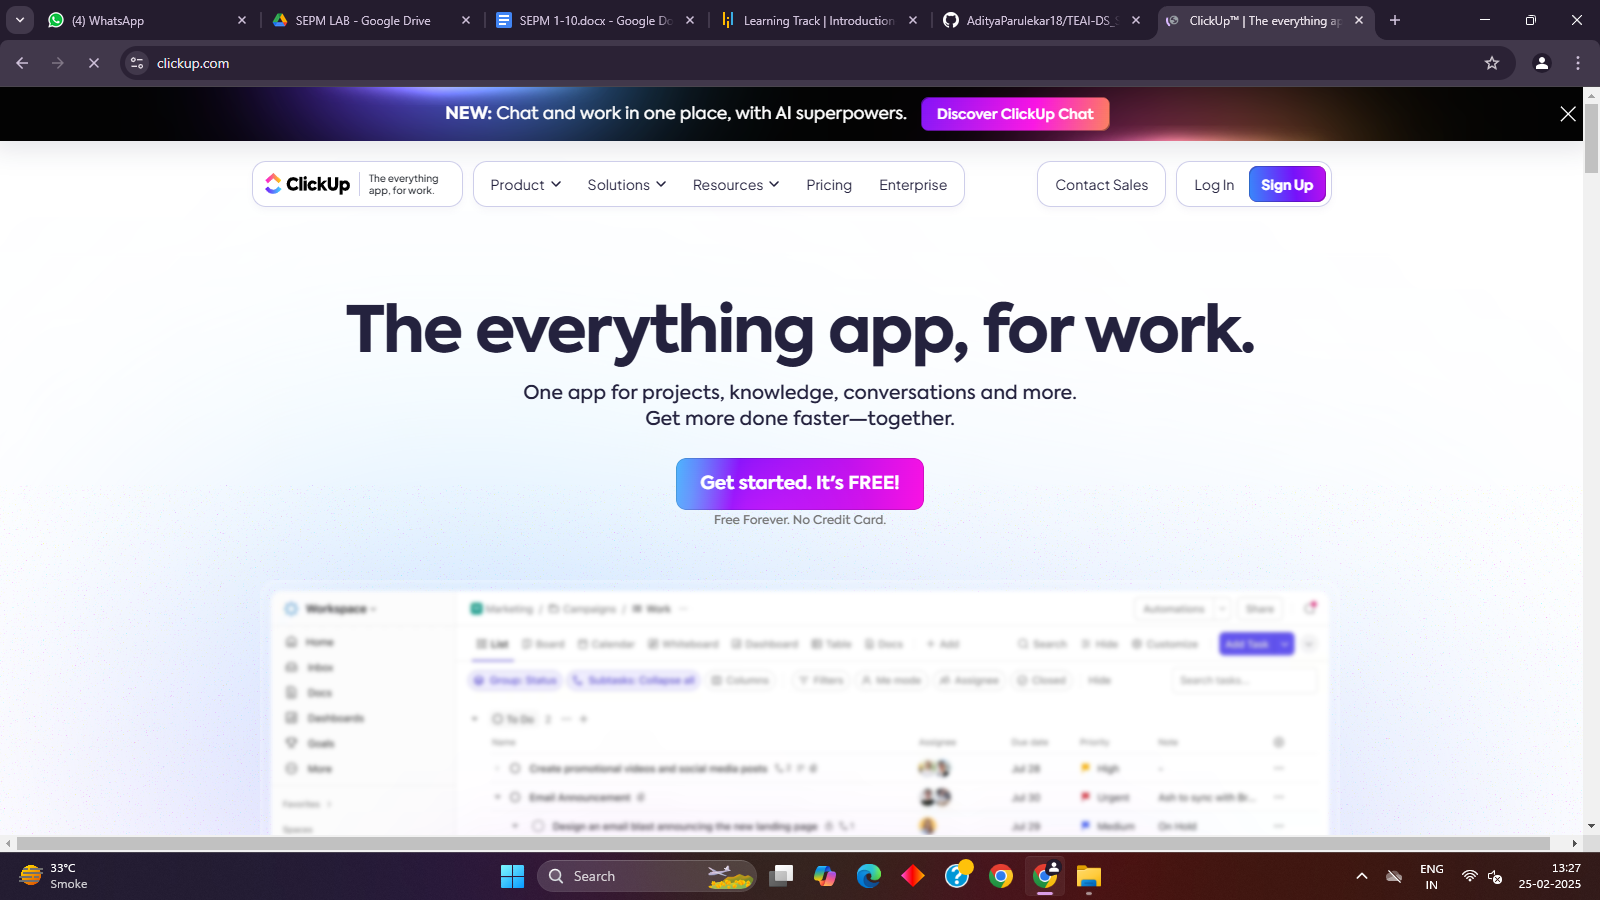 (4) WhatsApp
SEPM LAB - Google Drive
SEPM 1-10.docx - Google Do
Learning Track | Introduction
AdityaParulekar18/TEAI-DS_S
ClickUp™ | The everything ap
clickup.com
NEW: Chat and work in one place, with AI superpowers.
Discover ClickUp Chat
ClickUp
The everything
app, for work.
Product
Solutions
Resources
Pricing
Enterprise
Contact Sales
Log In
Sign Up
The everything app, for work.
One app for projects, knowledge, conversations and more.
Get more done faster—together.
Get started. It's FREE!
Free Forever. No Credit Card.
Workspace
Marketing / Campaigns / Work
Automations
Share
Home
Inbox
Docs
Dashboards
Goals
More
Favorites
Spaces
List
Board
Calendar
Whiteboard
Dashboard
Table
Docs
+ Add
Search
Hide
Customize
Add Task
Group: Status
Subtasks: Collapse all
Columns
Filters
Me mode
Assignee
Closed
Hide
Search tasks...
To Do 2
Name
Assignee
Due date
Priority
Note
Create promotional videos and social media posts
Jul 28
High
-
Email Announcement
Jul 30
Urgent
Ash to sync with Br...
Design an email blast announcing the new landing page
Jul 29
Medium
On Hold
33°C
Smoke
Search
ENG
IN
13:27
25-02-2025